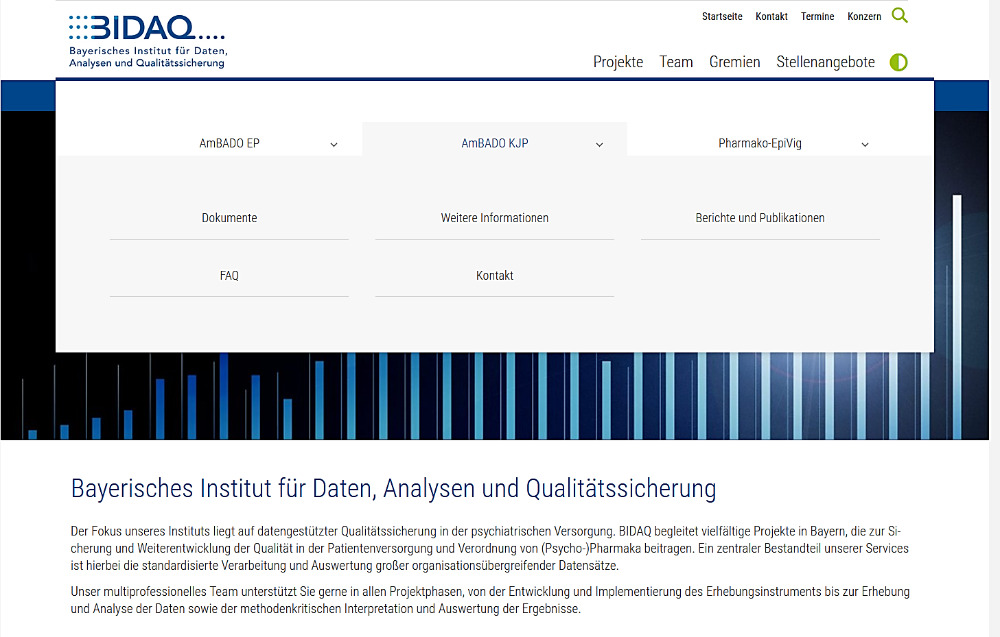 BIDAQ....
Bayerisches Institut für Daten,
Analysen und Qualitätssicherung
Startseite Kontakt Termine Konzern
Projekte Team Gremien Stellenangebote
AmBADO EP AmBADO KJP Pharmako-EpiVig
Dokumente Weitere Informationen Berichte und Publikationen
FAQ Kontakt
Bayerisches Institut für Daten, Analysen und Qualitätssicherung
Der Fokus unseres Instituts liegt auf datengestützter Qualitätssicherung in der psychiatrischen Versorgung. BIDAQ begleitet vielfältige Projekte in Bayern, die zur Si-
cherung und Weiterentwicklung der Qualität in der Patientenversorgung und Verordnung von (Psycho-)Pharmaka beitragen. Ein zentraler Bestandteil unserer Services
ist hierbei die standardisierte Verarbeitung und Auswertung großer organisationsübergreifender Datensätze.
Unser multiprofessionelles Team unterstützt Sie gerne in allen Projektphasen, von der Entwicklung und Implementierung des Erhebungsinstruments bis zur Erhebung
und Analyse der Daten sowie der methodenkritischen Interpretation und Auswertung der Ergebnisse.